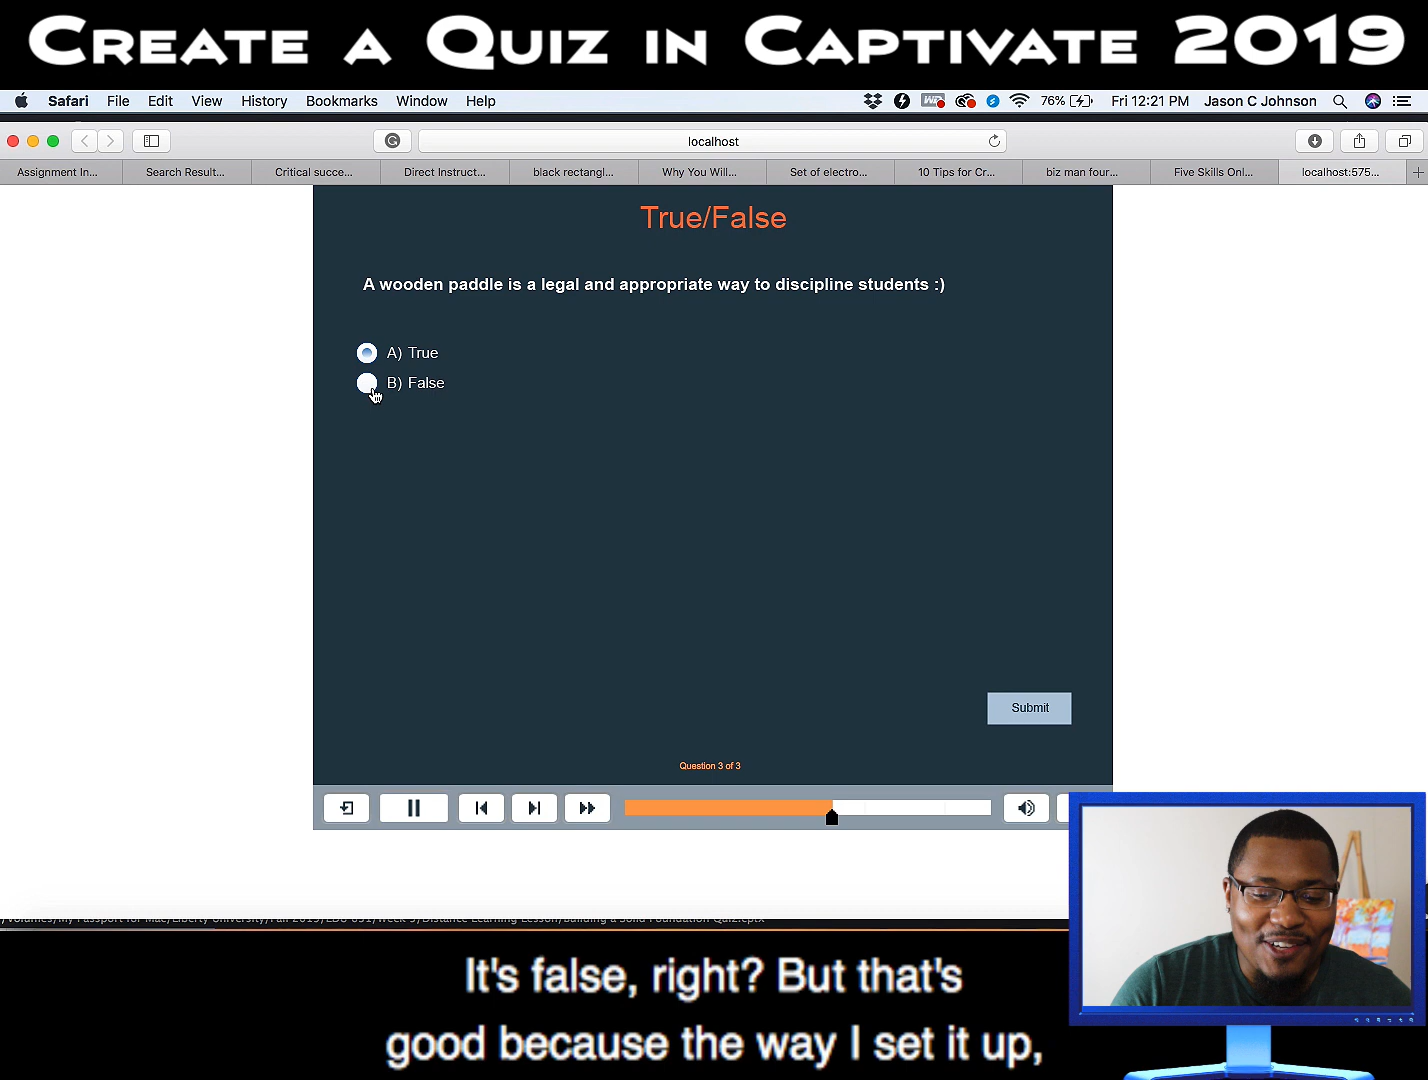 CREATE A QUIZ IN CAPTIVATE 2019
Safari File Edit View History Bookmarks Window Help 76% Fri 12:21 PM Jason C Johnson
localhost
Assignment In... Search Result... Critical succe... Direct Instruct... black rectangl... Why You Will... Set of electro... 10 Tips for Cr... biz man four... Five Skills Onl... localhost:575...
True/False
A wooden paddle is a legal and appropriate way to discipline students :)
A) True
B) False
Submit
Question 3 of 3
It's false, right? But that's
good because the way I set it up,